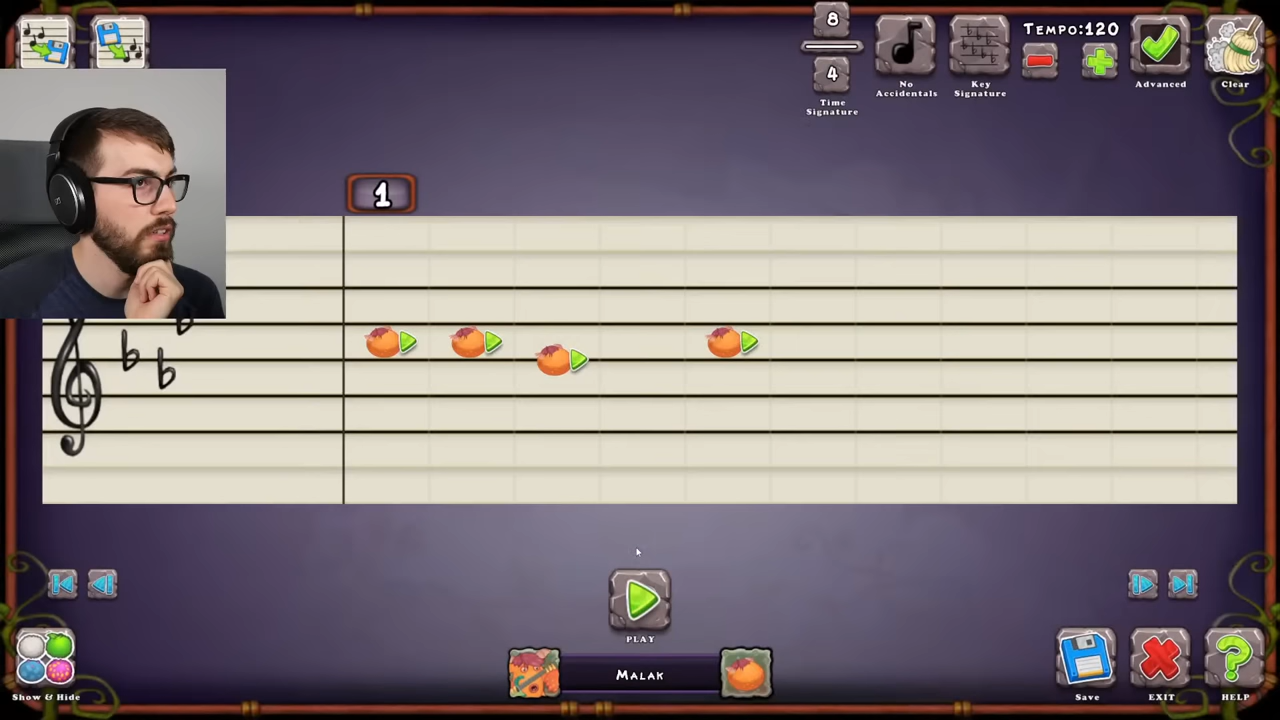 8
4
Time
Signature
No
Accidentals
Key
Signature
Tempo:120
Advanced
Clear
1
PLAY
Malak
Show & Hide
Save
EXIT
HELP